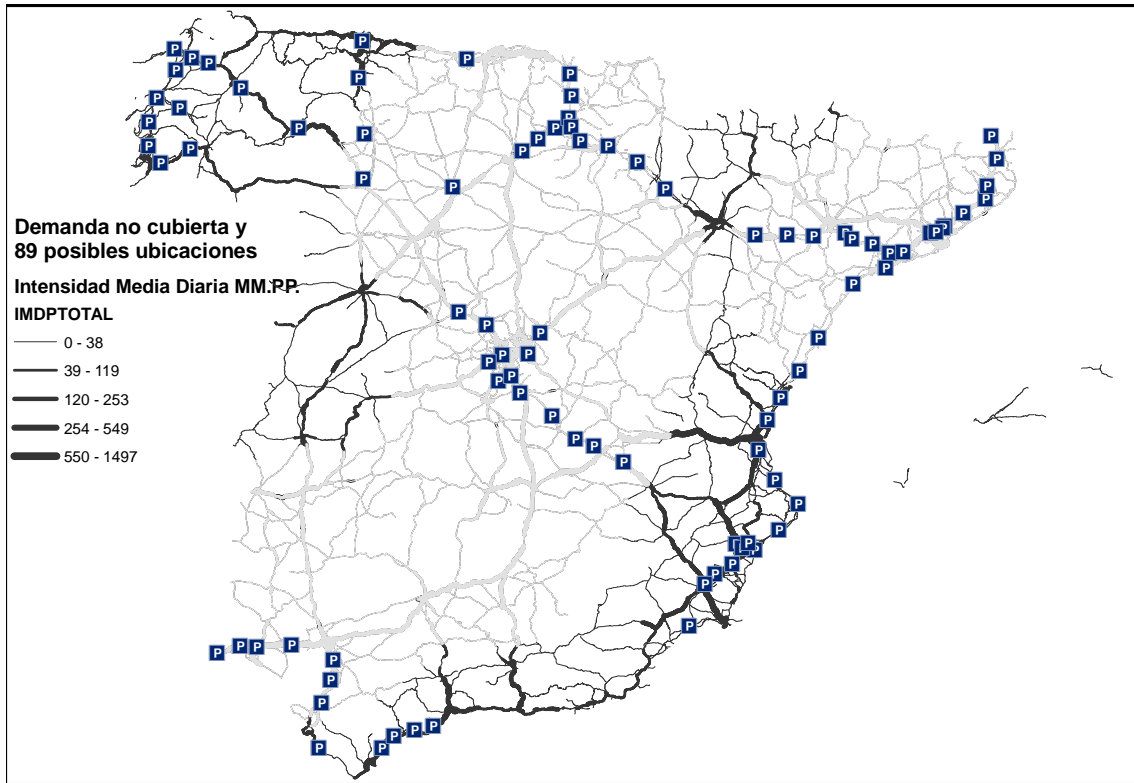 Demanda no cubierta y
89 posibles ubicaciones
Intensidad Media Diaria MM.PP.
IMDPTOTAL
0 - 38
39 - 119
120 - 253
254 - 549
550 - 1497